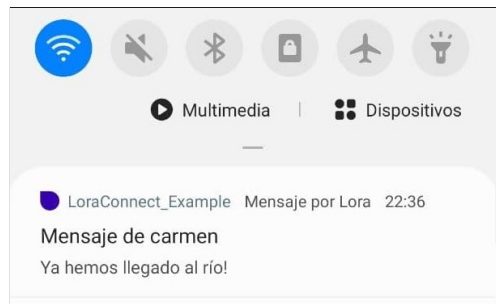 Multimedia | Dispositivos
LoraConnect_Example Mensaje por Lora 22:36
Mensaje de carmen
Ya hemos llegado al río!